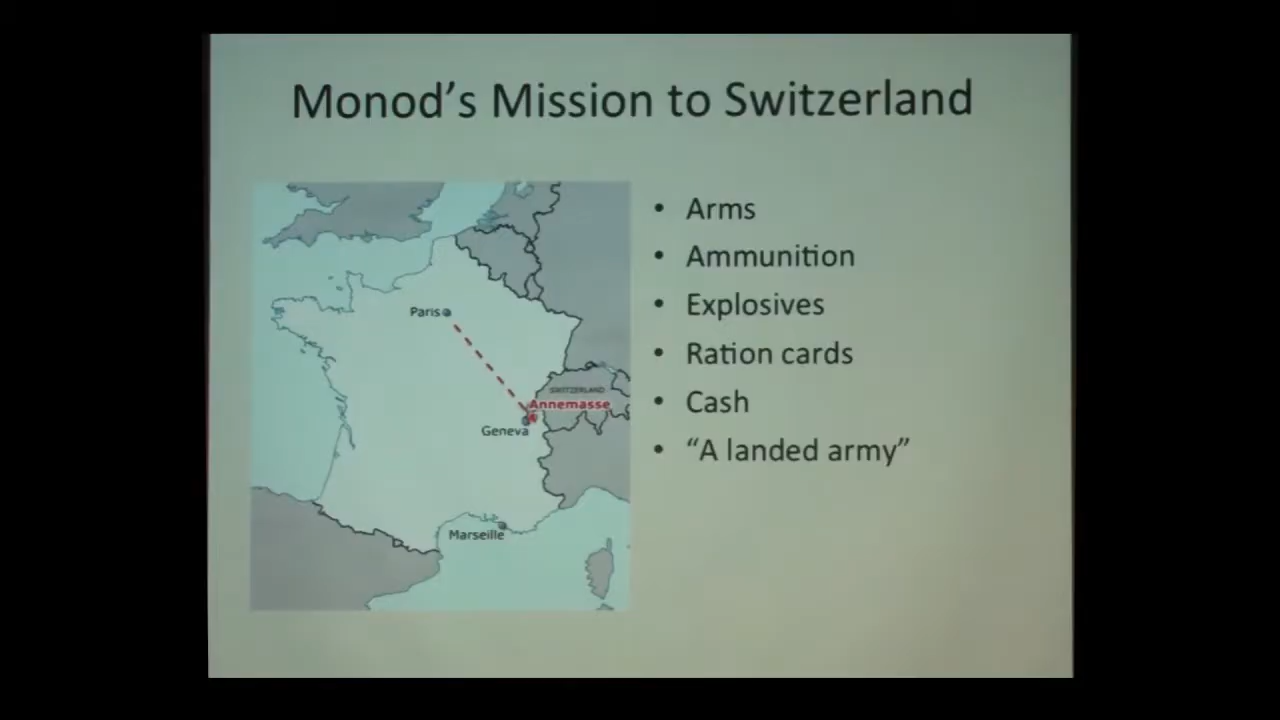 Monod’s Mission to Switzerland
Paris
SWITZERLAND
Annemasse
Geneva
Marseille
• Arms
• Ammunition
• Explosives
• Ration cards
• Cash
• “A landed army”